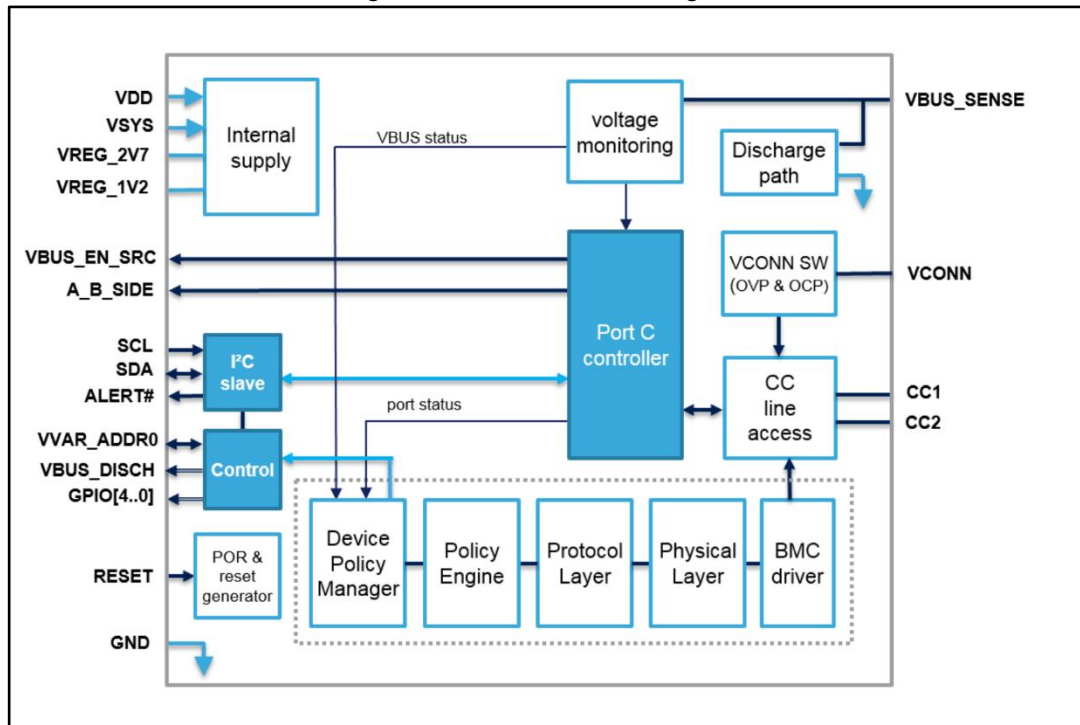 VDD
VSYS
VREG_2V7
VREG_1V2
Internal
supply
VBUS status
voltage
monitoring
VBUS_SENSE
Discharge
path
VBUS_EN_SRC
A_B_SIDE
Port C
controller
VCONN SW
(OVP & OCP)
VCONN
SCL
SDA
ALERT#
I²C
slave
port status
CC
line
access
CC1
CC2
VVAR_ADDR0
VBUS_DISCH
GPIO[4..0]
Control
Device
Policy
Manager
Policy
Engine
Protocol
Layer
Physical
Layer
BMC
driver
RESET
POR &
reset
generator
GND